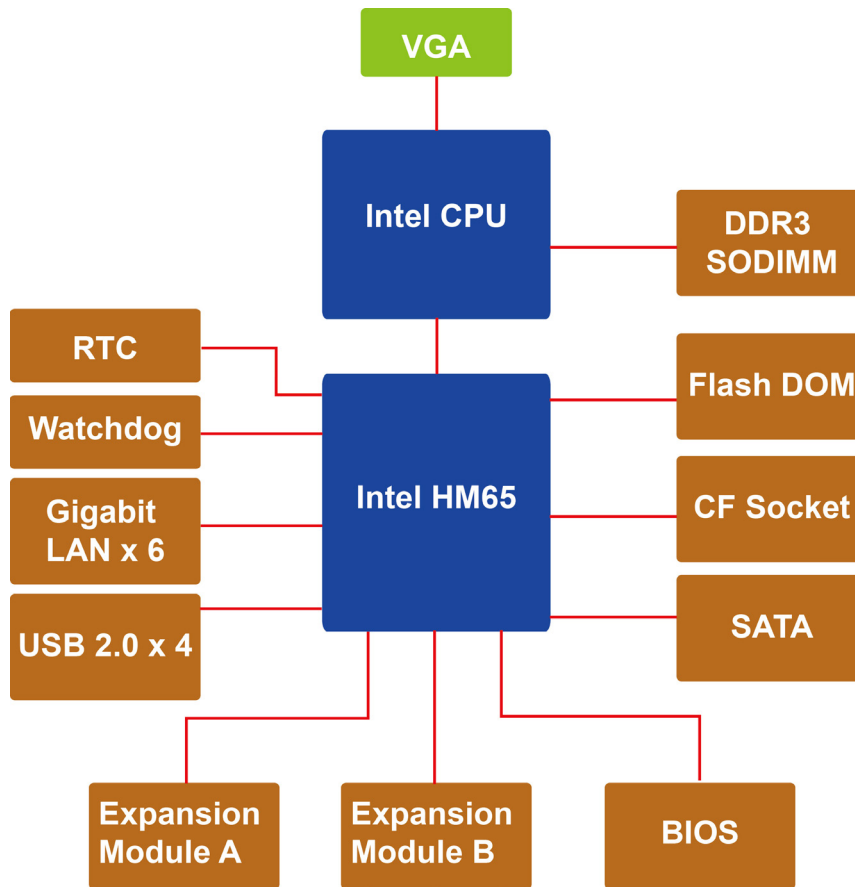 VGA
Intel CPU
DDR3
SODIMM
RTC
Flash DOM
Watchdog
Intel HM65
CF Socket
Gigabit
LAN x 6
USB 2.0 x 4
SATA
Expansion
Module A
Expansion
Module B
BIOS